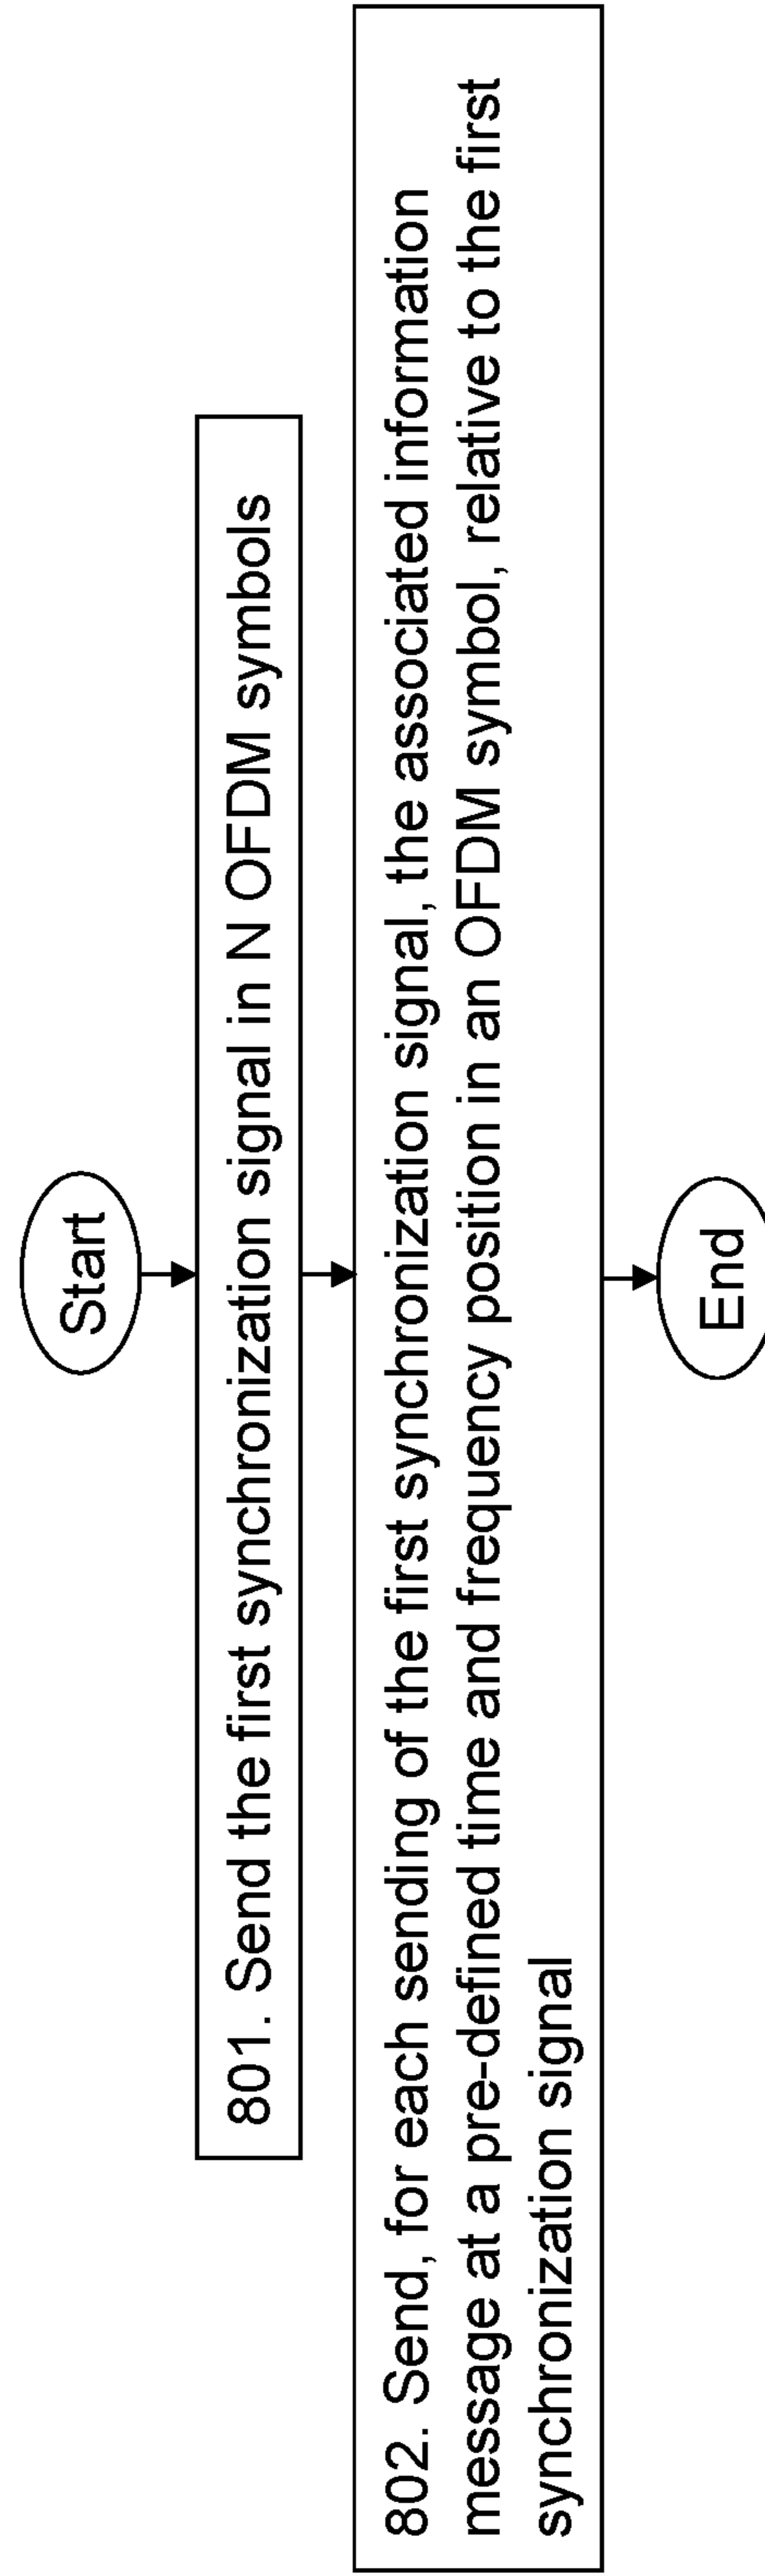 Start
801. Send the first synchronization signal in N OFDM symbols
802. Send, for each sending of the first synchronization signal, the associated information
message at a pre-defined time and frequency position in an OFDM symbol, relative to the first
synchronization signal
End